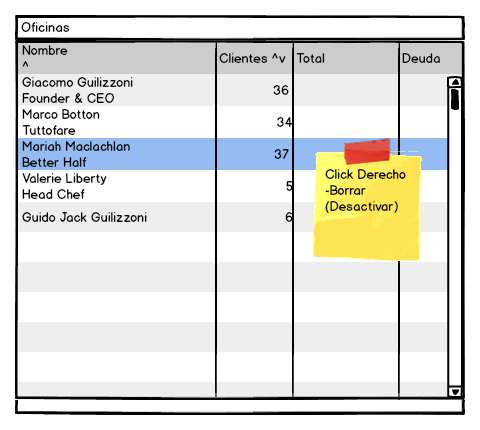 Oficinas
Nombre
^
Clientes ^v
Total
Deuda
Giacomo Guilizzoni
Founder & CEO
36
Marco Botton
Tuttofare
34
Mariah Maclachlan
Better Half
37
Valerie Liberty
Head Chef
5
Guido Jack Guilizzoni
6
Click Derecho
-Borrar
(Desactivar)